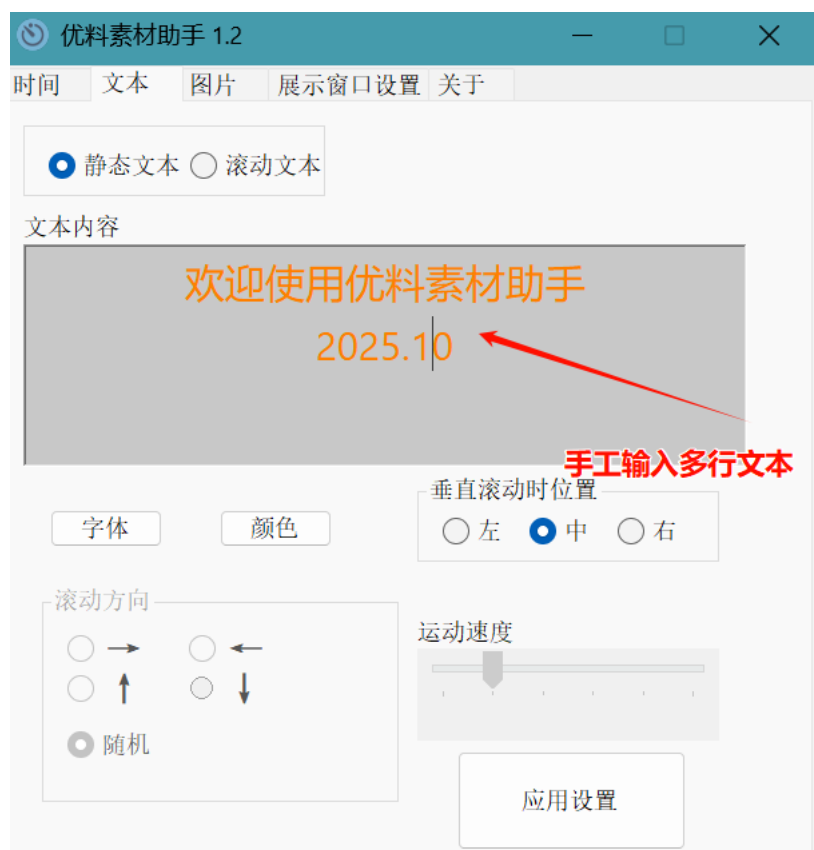 优料素材助手 1.2
时间 文本 图片 展示窗口设置 关于
静态文本 滚动文本
文本内容
欢迎使用优料素材助手
2025.10
手工输入多行文本
垂直滚动时位置
字体 颜色
左 中 右
滚动方向
运动速度
→ ←
↑ ↓
随机
应用设置